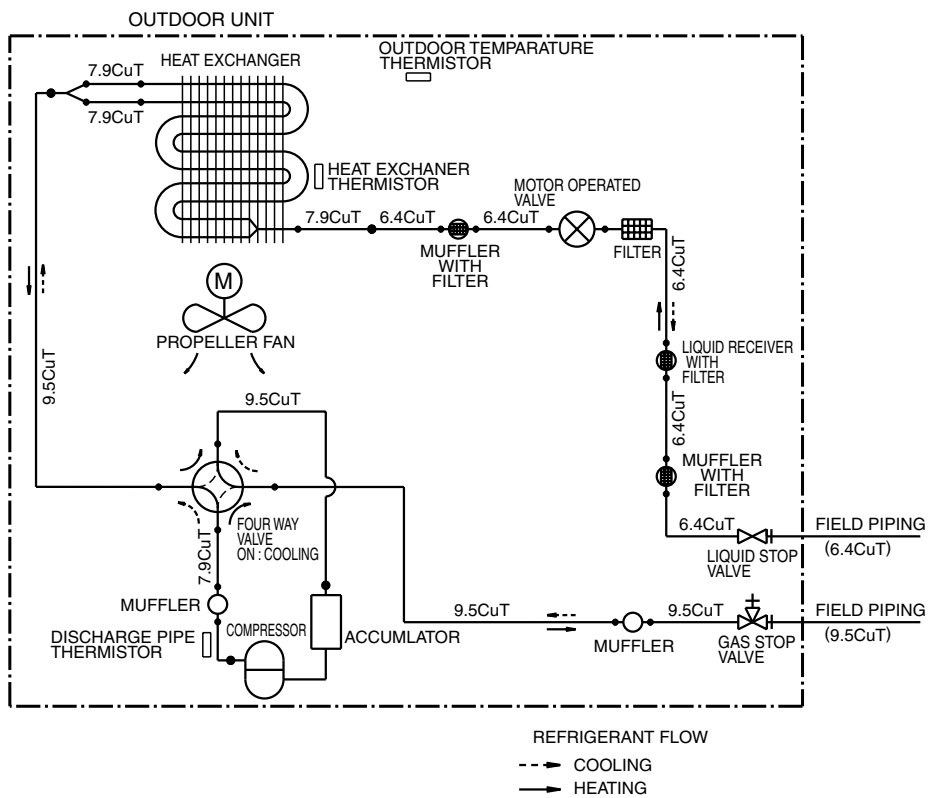 OUTDOOR UNIT
HEAT EXCHANGER
OUTDOOR TEMPARATURE
THERMISTOR
7.9CuT
7.9CuT
HEAT EXCHANER
THERMISTOR
MOTOR OPERATED
VALVE
7.9CuT
6.4CuT
6.4CuT
MUFFLER
WITH
FILTER
FILTER
6.4CuT
M
PROPELLER FAN
LIQUID RECEIVER
WITH
FILTER
9.5CuT
9.5CuT
6.4CuT
MUFFLER
WITH
FILTER
FOUR WAY
VALVE
ON : COOLING
7.9CuT
6.4CuT
FIELD PIPING
(6.4CuT)
LIQUID STOP
VALVE
MUFFLER
COMPRESSOR
ACCUMLATOR
DISCHARGE PIPE
THERMISTOR
9.5CuT
9.5CuT
FIELD PIPING
(9.5CuT)
MUFFLER
GAS STOP
VALVE
REFRIGERANT FLOW
COOLING
HEATING